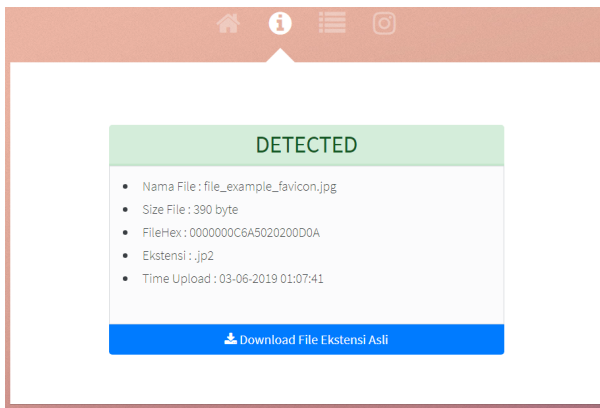 DETECTED
Nama File : file_example_favicon.jpg
Size File : 390 byte
FileHex : 0000000C6A5020200D0A
Ekstensi : .jp2
Time Upload : 03-06-2019 01:07:41
Download File Ekstensi Asli